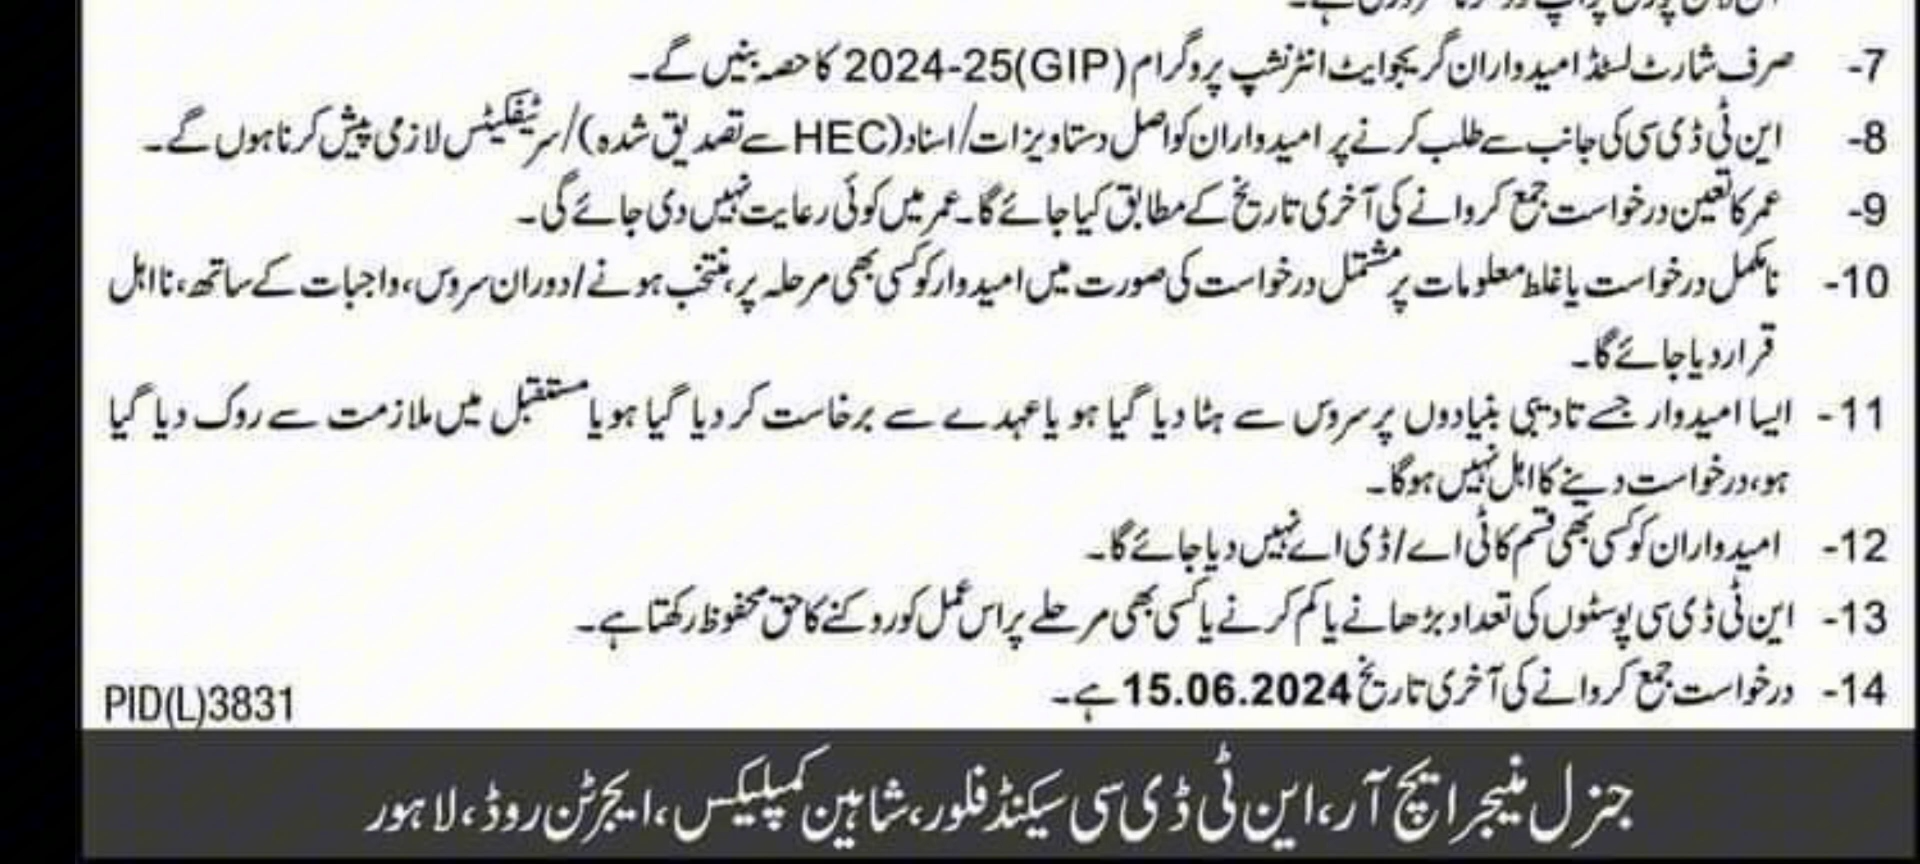 7- صرف شارٹ لسٹڈ امیدواران گریجوایٹ انٹرنشپ پروگرام (GIP)2024-25 کا حصہ بنیں گے۔
8- این ٹی ڈی سی کی جانب سے طلب کرنے پر امیدواران کو اصل دستاویزات/اسناد (HEC سے تصدیق شدہ)/سرٹیفکیٹس لازمی پیش کرنا ہوں گے۔
9- عمر کا تعین درخواست جمع کروانے کی آخری تاریخ کے مطابق کیا جائے گا۔ عمر میں کوئی رعایت نہیں دی جائے گی۔
10- نامکمل درخواست یا غلط معلومات پر مشتمل درخواست کی صورت میں امیدوار کو کسی بھی مرحلہ پر، منتخب ہونے/دوران سروس، واجبات کے ساتھ، نااہل
قرار دیا جائے گا۔
11- ایسا امیدوار جسے تادیبی بنیادوں پر سروس سے ہٹا دیا گیا ہو یا عہدے سے برخاست کر دیا گیا ہو یا مستقبل میں ملازمت سے روک دیا گیا
ہو، درخواست دینے کا اہل نہیں ہوگا۔
12- امیدواران کو کسی بھی قسم کا ٹی اے/ڈی اے نہیں دیا جائے گا۔
13- این ٹی ڈی سی پوسٹوں کی تعداد بڑھانے یا کم کرنے یا کسی بھی مرحلے پر اس عمل کو روکنے کا حق محفوظ رکھتا ہے۔
14- درخواست جمع کروانے کی آخری تاریخ 15.06.2024 ہے۔
PID(L)3831
جنرل منیجر ایچ آر، این ٹی ڈی سی سیکنڈ فلور، شاہین کمپلیکس، ایجرٹن روڈ، لاہور